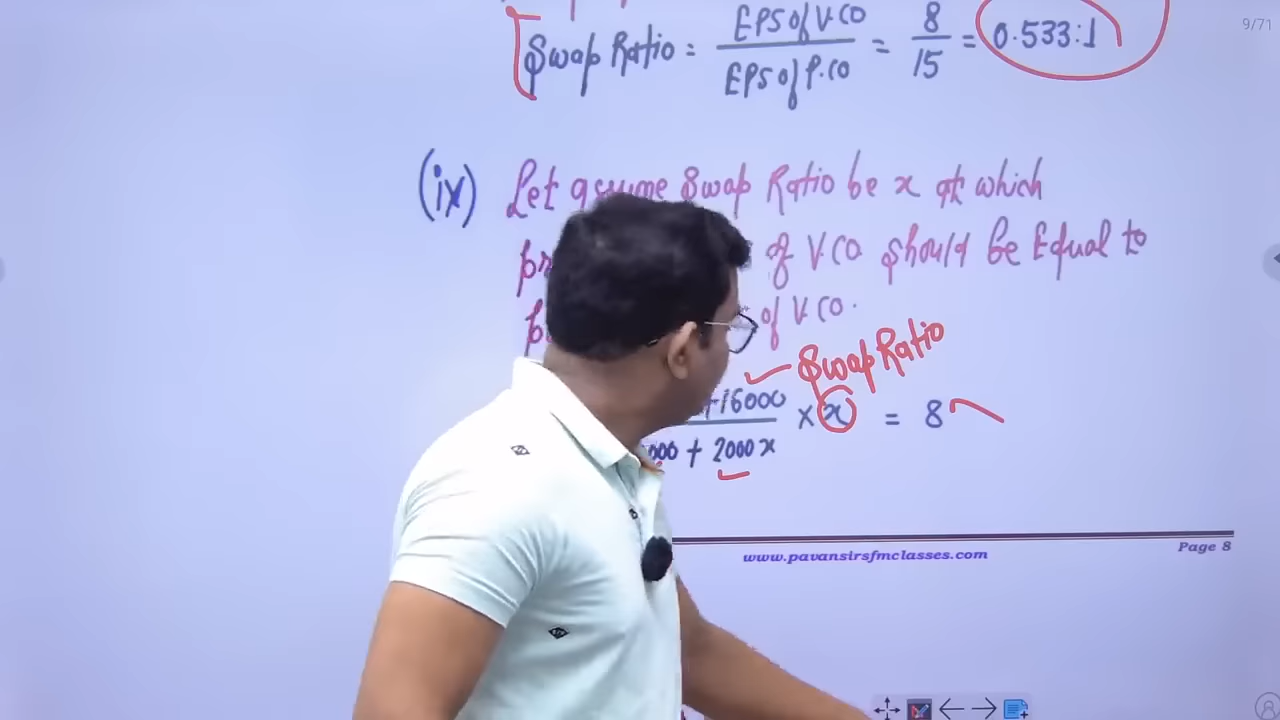 9/71
Swap Ratio = EPS of V.CO / EPS of P.CO = 8 / 15 = 0.533:1
(ix) Let assume Swap Ratio be x at which
of V.CO should be Equal to
of V.CO.
Swap Ratio
+16000 / 000 + 2000x × x = 8
www.pavansirsfmclasses.com
Page 8